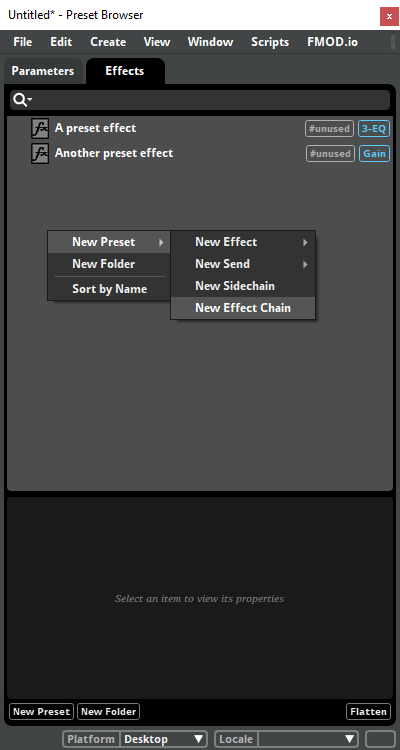 Untitled* - Preset Browser
x
File Edit Create View Window Scripts FMOD.io
Parameters Effects
fx A preset effect #unused 3-EQ
fx Another preset effect #unused Gain
New Preset New Effect
New Folder New Send
Sort by Name New Sidechain
New Effect Chain
Select an item to view its properties
New Preset New Folder Flatten
Platform Desktop Locale